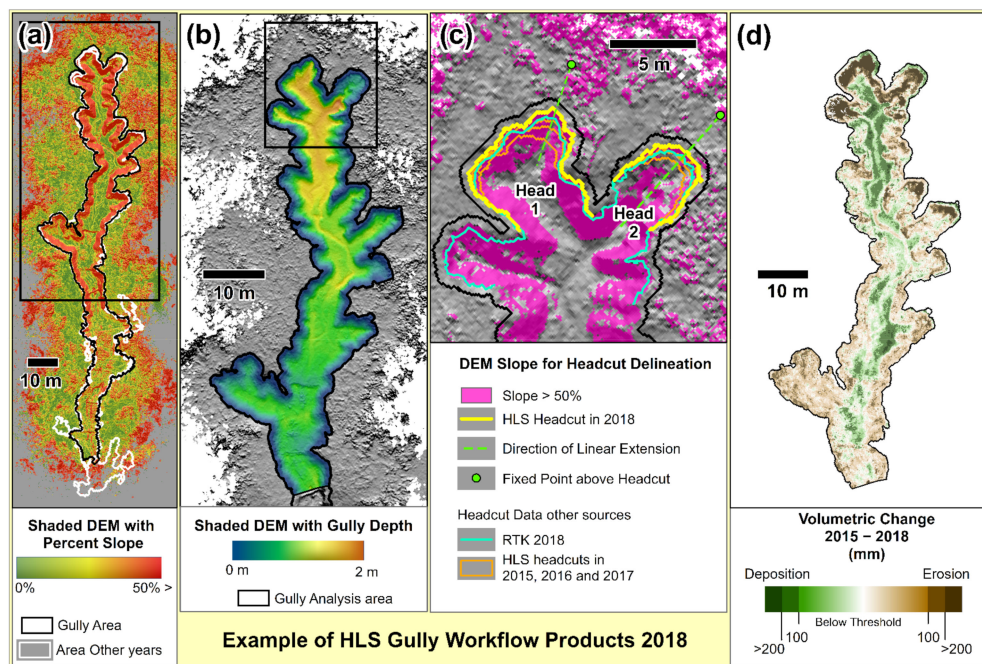 (a)
10 m
Shaded DEM with
Percent Slope
0%
50% >
Gully Area
Area Other years
(b)
10 m
Shaded DEM with Gully Depth
0 m
2 m
Gully Analysis area
(c)
5 m
Head
1
Head
2
DEM Slope for Headcut Delineation
Slope > 50%
HLS Headcut in 2018
Direction of Linear Extension
Fixed Point above Headcut
Headcut Data other sources
RTK 2018
HLS headcuts in
2015, 2016 and 2017
(d)
10 m
Volumetric Change
2015 – 2018
(mm)
Deposition
Erosion
Below Threshold
100
100
>200
>200
Example of HLS Gully Workflow Products 2018